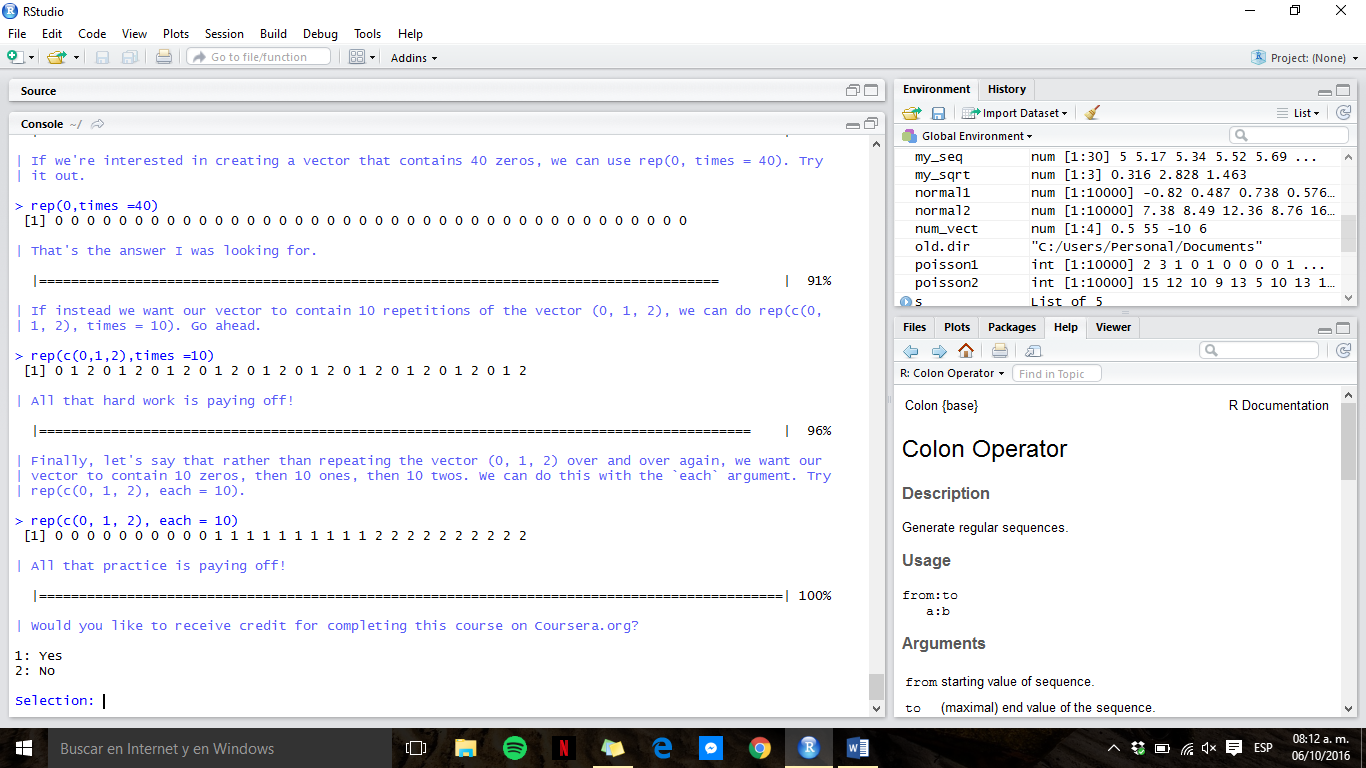 RStudio
File Edit Code View Plots Session Build Debug Tools Help
Go to file/function Addins Project: (None)
Source
Console ~/
| If we're interested in creating a vector that contains 40 zeros, we can use rep(0, times = 40). Try
| it out.
> rep(0,times =40)
[1] 0 0 0 0 0 0 0 0 0 0 0 0 0 0 0 0 0 0 0 0 0 0 0 0 0 0 0 0 0 0 0 0 0 0 0 0 0 0 0 0
| That's the answer I was looking for.
|======================================================================================= | 91%
| If instead we want our vector to contain 10 repetitions of the vector (0, 1, 2), we can do rep(c(0,
| 1, 2), times = 10). Go ahead.
> rep(c(0,1,2),times =10)
[1] 0 1 2 0 1 2 0 1 2 0 1 2 0 1 2 0 1 2 0 1 2 0 1 2 0 1 2 0 1 2
| All that hard work is paying off!
|=========================================================================================== | 96%
| Finally, let's say that rather than repeating the vector (0, 1, 2) over and over again, we want our
| vector to contain 10 zeros, then 10 ones, then 10 twos. We can do this with the `each` argument. Try
| rep(c(0, 1, 2), each = 10).
> rep(c(0, 1, 2), each = 10)
[1] 0 0 0 0 0 0 0 0 0 0 1 1 1 1 1 1 1 1 1 1 2 2 2 2 2 2 2 2 2 2
| All that practice is paying off!
|===============================================================================================| 100%
| Would you like to receive credit for completing this course on Coursera.org?
1: Yes
2: No
Selection:
Environment History
Import Dataset List
Global Environment
my_seq num [1:30] 5 5.17 5.34 5.52 5.69 ...
my_sqrt num [1:3] 0.316 2.828 1.463
normal1 num [1:10000] -0.82 0.487 0.738 0.576…
normal2 num [1:10000] 7.38 8.49 12.36 8.76 16…
num_vect num [1:4] 0.5 55 -10 6
old.dir "C:/Users/Personal/Documents"
poisson1 int [1:10000] 2 3 1 0 1 0 0 0 0 1 ...
poisson2 int [1:10000] 15 12 10 9 13 5 10 13 1…
s List of 5
Files Plots Packages Help Viewer
R: Colon Operator Find in Topic
Colon {base} R Documentation
Colon Operator
Description
Generate regular sequences.
Usage
from:to
a:b
Arguments
from starting value of sequence.
to (maximal) end value of the sequence.
Buscar en Internet y en Windows
ESP
08:12 a. m.
06/10/2016